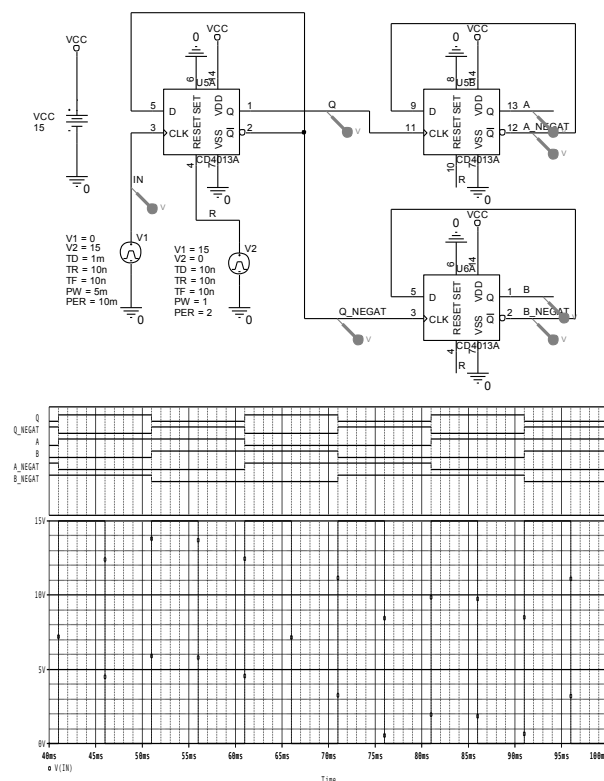 VCC
VCC
15
0
VCC
0
6
14
U5A
5
D
SET
VDD
Q
1
3
CLK
RESET
VSS
Q
2
CD4013A
4
7
0
R
IN
V
V1
V1 = 0
V2 = 15
TD = 1m
TR = 10n
TF = 10n
PW = 5m
PER = 10m
0
V1 = 15
V2 = 0
TD = 10n
TR = 10n
TF = 10n
PW = 1
PER = 2
V2
0
Q
V
VCC
0
8
14
U5B
9
D
SET
VDD
Q
13
A
11
CLK
RESET
VSS
Q
12
A_NEGAT
V
CD4013A
10
7
R
0
VCC
0
6
14
U6A
5
D
SET
VDD
Q
1
B
Q_NEGAT
V
3
CLK
RESET
VSS
Q
2
B_NEGAT
V
CD4013A
4
7
R
0
Q
Q_NEGAT
A
B
A_NEGAT
B_NEGAT
15V
10V
5V
0V
40ms 45ms 50ms 55ms 60ms 65ms 70ms 75ms 80ms 85ms 90ms 95ms 100ms
V(IN)
Time